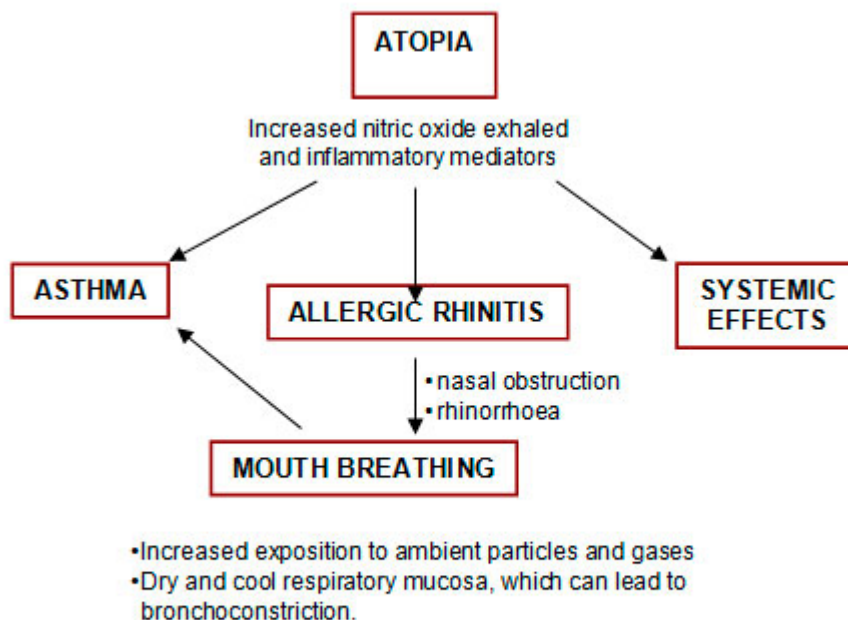 ATOPIA
Increased nitric oxide exhaled
and inflammatory mediators
ASTHMA
ALLERGIC RHINITIS
SYSTEMIC
EFFECTS
•nasal obstruction
•rhinorrhoea
MOUTH BREATHING
•Increased exposition to ambient particles and gases
•Dry and cool respiratory mucosa, which can lead to
bronchoconstriction.